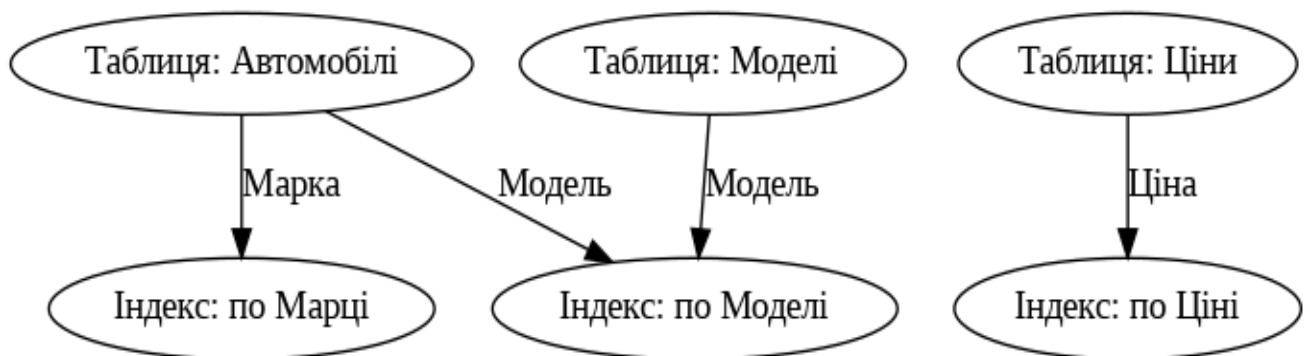 Таблиця: Автомобілі
Таблиця: Моделі
Таблиця: Ціни
Марка
Модель
Модель
Ціна
Індекс: по Марці
Індекс: по Моделі
Індекс: по Ціні